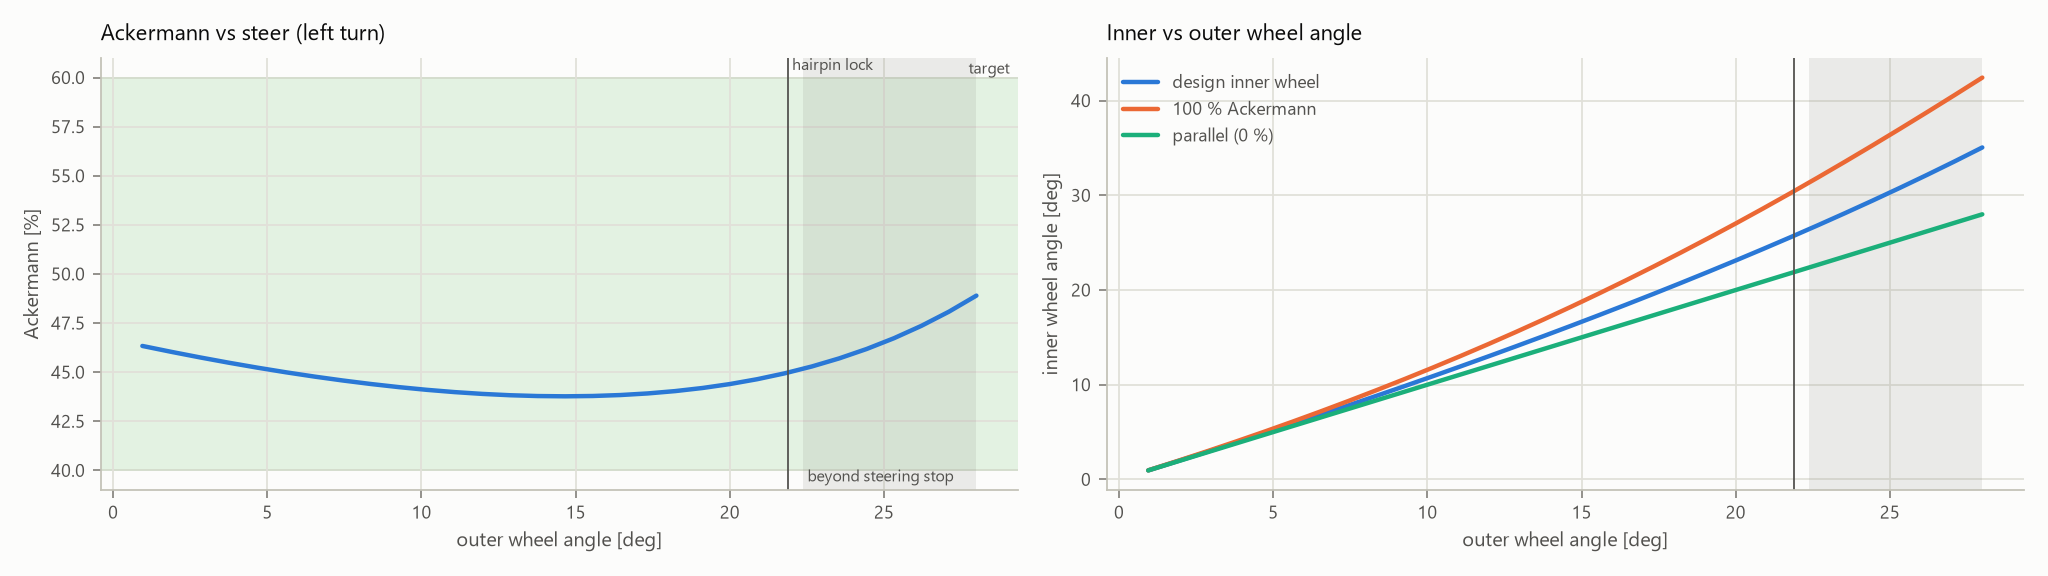 Ackermann vs steer (left turn)
hairpin lock
target
60.0
57.5
55.0
52.5
50.0
47.5
45.0
42.5
40.0
Ackermann [%]
beyond steering stop
0 5 10 15 20 25
outer wheel angle [deg]
Inner vs outer wheel angle
design inner wheel
100 % Ackermann
parallel (0 %)
40
30
20
10
0
inner wheel angle [deg]
0 5 10 15 20 25
outer wheel angle [deg]